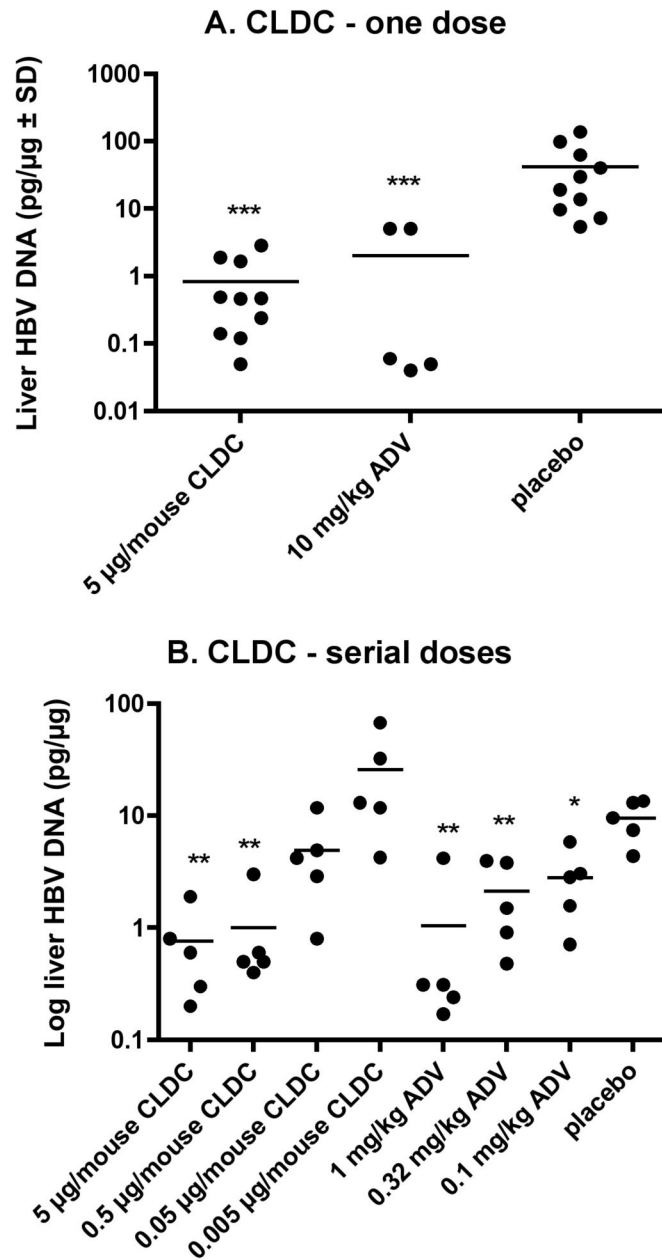 A. CLDC - one dose
Liver HBV DNA (pg/µg ± SD)
1000
100
10
1
0.1
0.01
***
***
5 µg/mouse CLDC
10 mg/kg ADV
placebo
B. CLDC - serial doses
Log liver HBV DNA (pg/µg)
100
10
1
0.1
**
**
**
**
*
5 µg/mouse CLDC
0.5 µg/mouse CLDC
0.05 µg/mouse CLDC
0.005 µg/mouse CLDC
1 mg/kg ADV
0.32 mg/kg ADV
0.1 mg/kg ADV
placebo